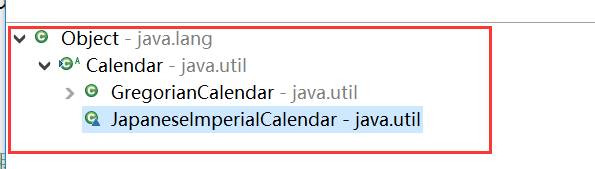 Object - java.lang
Calendar - java.util
GregorianCalendar - java.util
JapaneseImperialCalendar - java.util